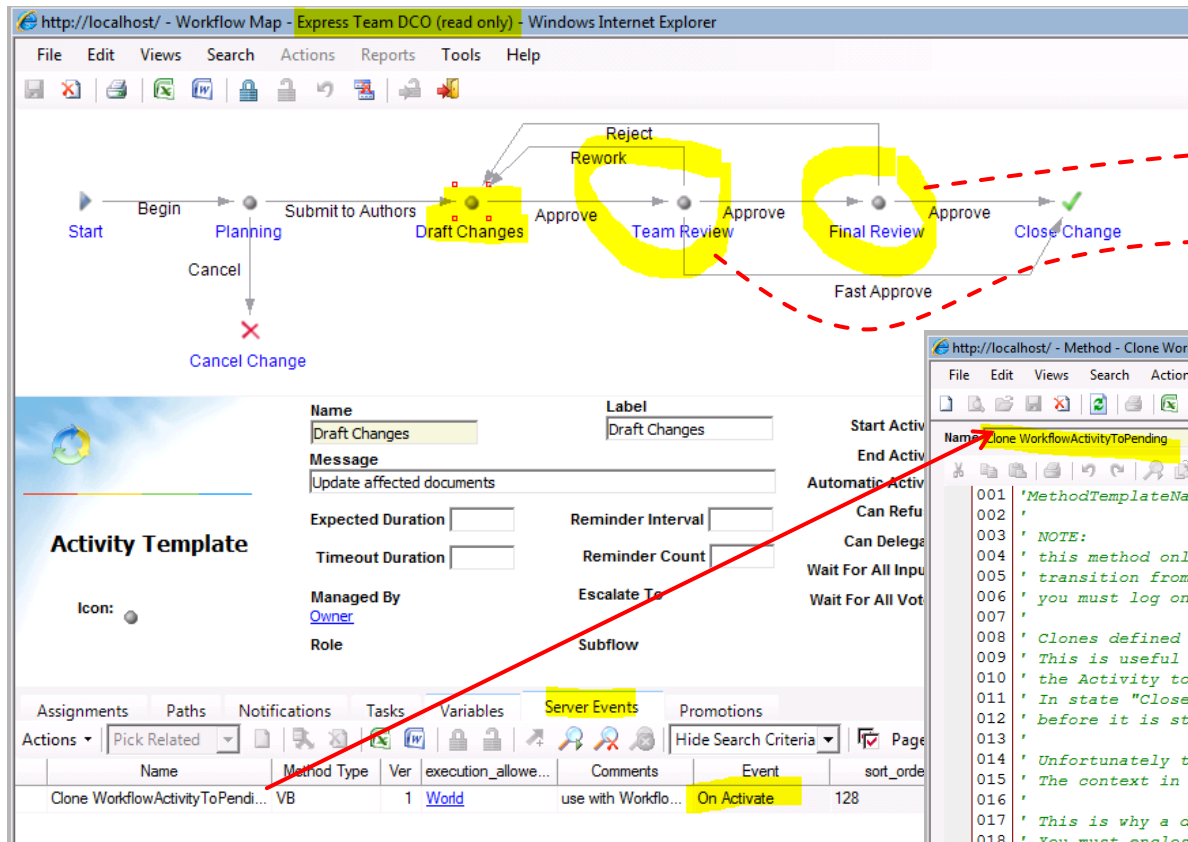 http://localhost/ - Workflow Map - Express Team DCO (read only) - Windows Internet Explorer
File Edit Views Search Actions Reports Tools Help
Reject
Rework
Begin
Submit to Authors
Approve
Approve
Approve
Start
Planning
Draft Changes
Team Review
Final Review
Close Change
Cancel
Fast Approve
Cancel Change
Name
Draft Changes
Label
Draft Changes
Message
Update affected documents
Expected Duration
Reminder Interval
Timeout Duration
Reminder Count
Managed By
Owner
Escalate To
Role
Subflow
Activity Template
Icon:
Start Activ
End Activ
Automatic Activ
Can Refu
Can Delega
Wait For All Inpu
Wait For All Vot
Assignments Paths Notifications Tasks Variables Server Events Promotions
Actions Pick Related Hide Search Criteria Page
Name Method Type Ver execution_allowe... Comments Event sort_orde
Clone WorkflowActivityToPendi... VB 1 World use with Workflo... On Activate 128
http://localhost/ - Method - Clone Wor
File Edit Views Search Action
Name Clone WorkflowActivityToPending
001 'MethodTemplateNa
002 '
003 ' NOTE:
004 ' this method onl
005 ' transition from
006 ' you must log on
007 '
008 ' Clones defined
009 ' This is useful
010 ' the Activity to
011 ' In state "Close
012 ' before it is st
013 '
014 ' Unfortunately t
015 ' The context in
016 '
017 ' This is why a d
018 ' You must enclos